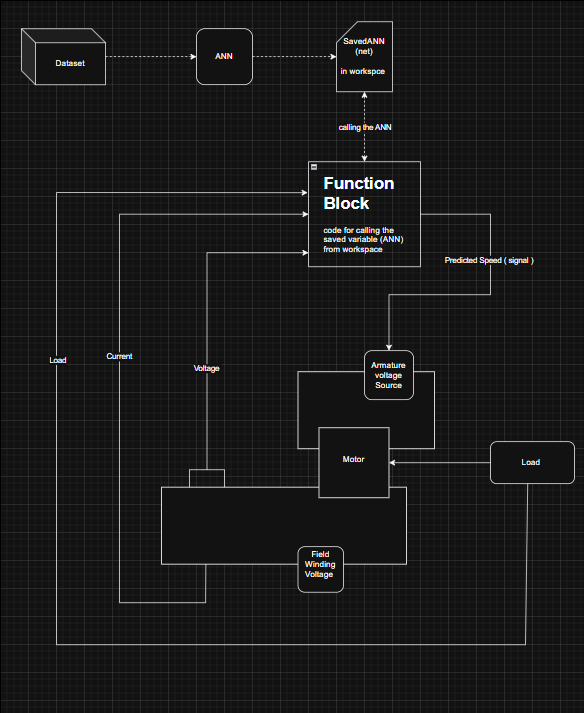 Dataset
ANN
SavedANN
(net)
in workspce
calling the ANN
Function
Block
code for calling the
saved variable (ANN)
from workspace
Predicted Speed ( signal )
Load
Current
Voltage
Armature
voltage
Source
Motor
Load
Field
Winding
Voltage